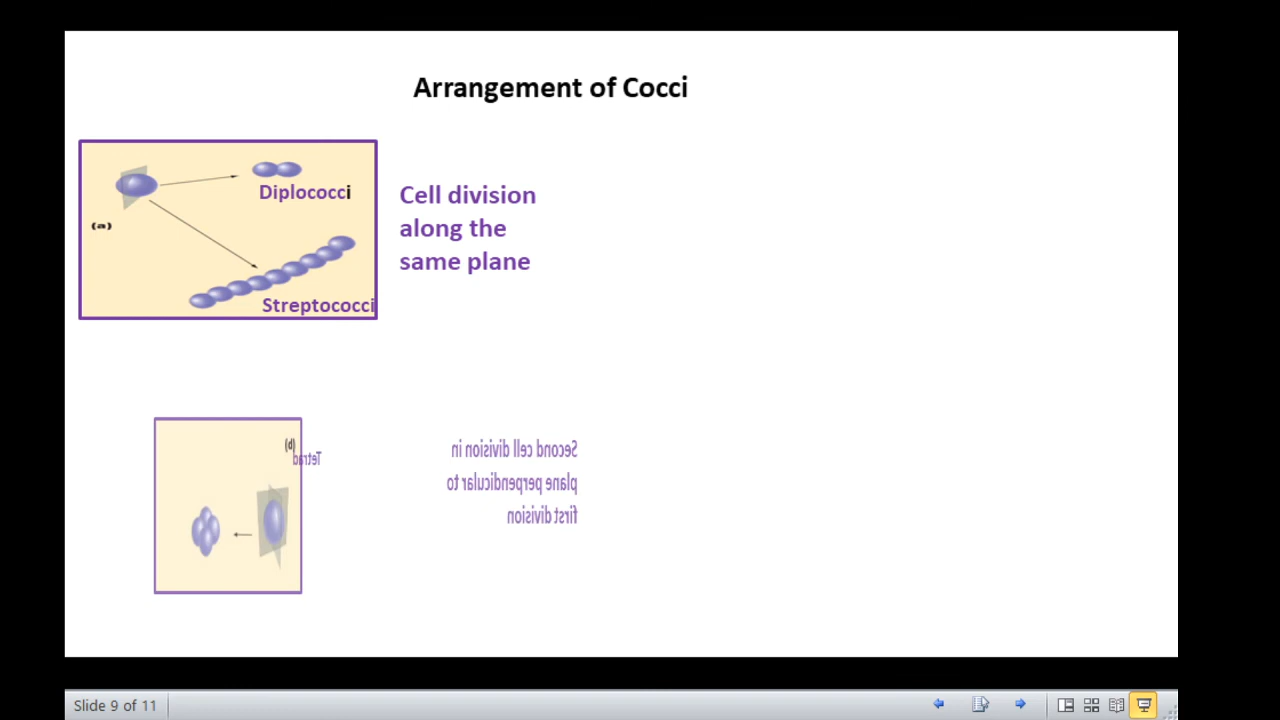 Arrangement of Cocci
Diplococci
(a)
Streptococci
Cell division
along the
same plane
(b)
Tetrad
Second cell division in
plane perpendicular to
first division
Slide 9 of 11